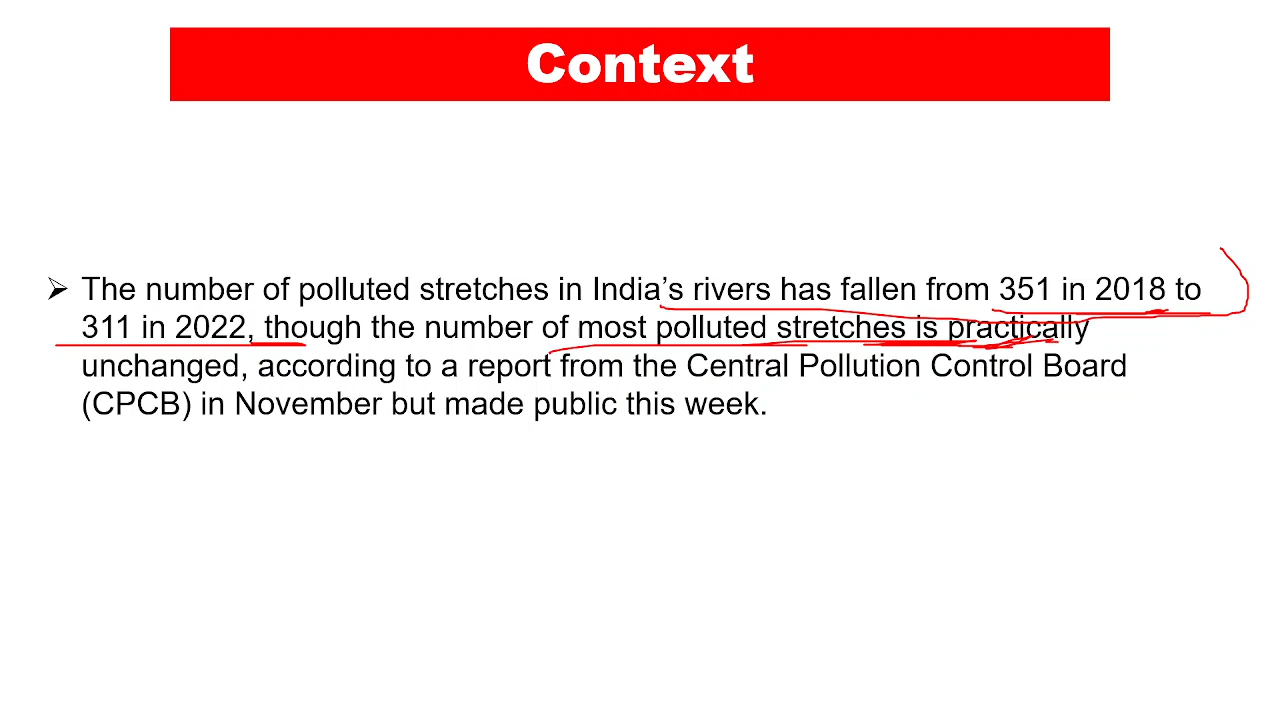 Context
➢ The number of polluted stretches in India’s rivers has fallen from 351 in 2018 to
311 in 2022, though the number of most polluted stretches is practically
unchanged, according to a report from the Central Pollution Control Board
(CPCB) in November but made public this week.